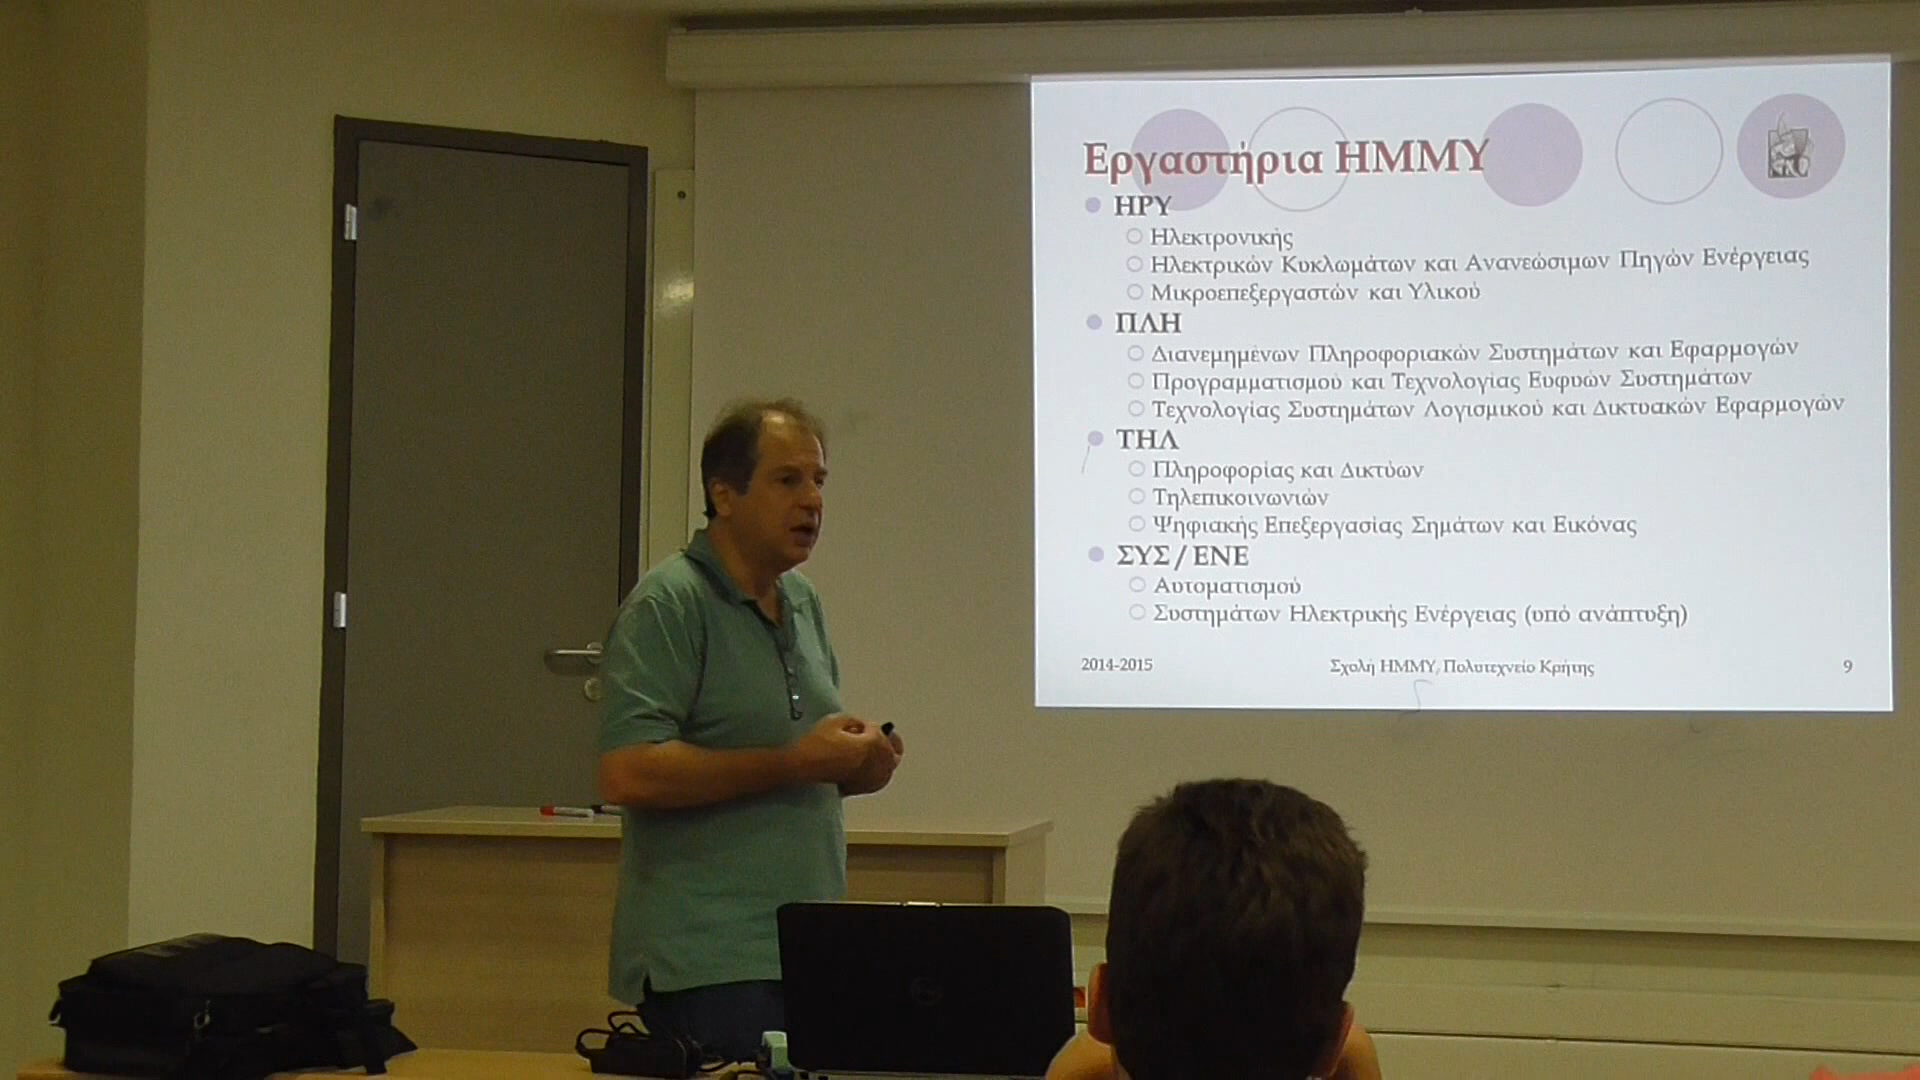 Εργαστήρια ΗΜΜΥ
ΗΡΥ
Ηλεκτρονικής
Ηλεκτρικών Κυκλωμάτων και Ανανεώσιμων Πηγών Ενέργειας
Μικροεπεξεργαστών και Υλικού
ΠΛΗ
Διανεμημένων Πληροφοριακών Συστημάτων και Εφαρμογών
Προγραμματισμού και Τεχνολογίας Ευφυών Συστημάτων
Τεχνολογίας Συστημάτων Λογισμικού και Δικτυακών Εφαρμογών
ΤΗΛ
Πληροφορίας και Δικτύων
Τηλεπικοινωνιών
Ψηφιακής Επεξεργασίας Σημάτων και Εικόνας
ΣΥΣ/ΕΝΕ
Αυτοματισμού
Συστημάτων Ηλεκτρικής Ενέργειας (υπό ανάπτυξη)
2014-2015 Σχολή ΗΜΜΥ, Πολυτεχνείο Κρήτης 9